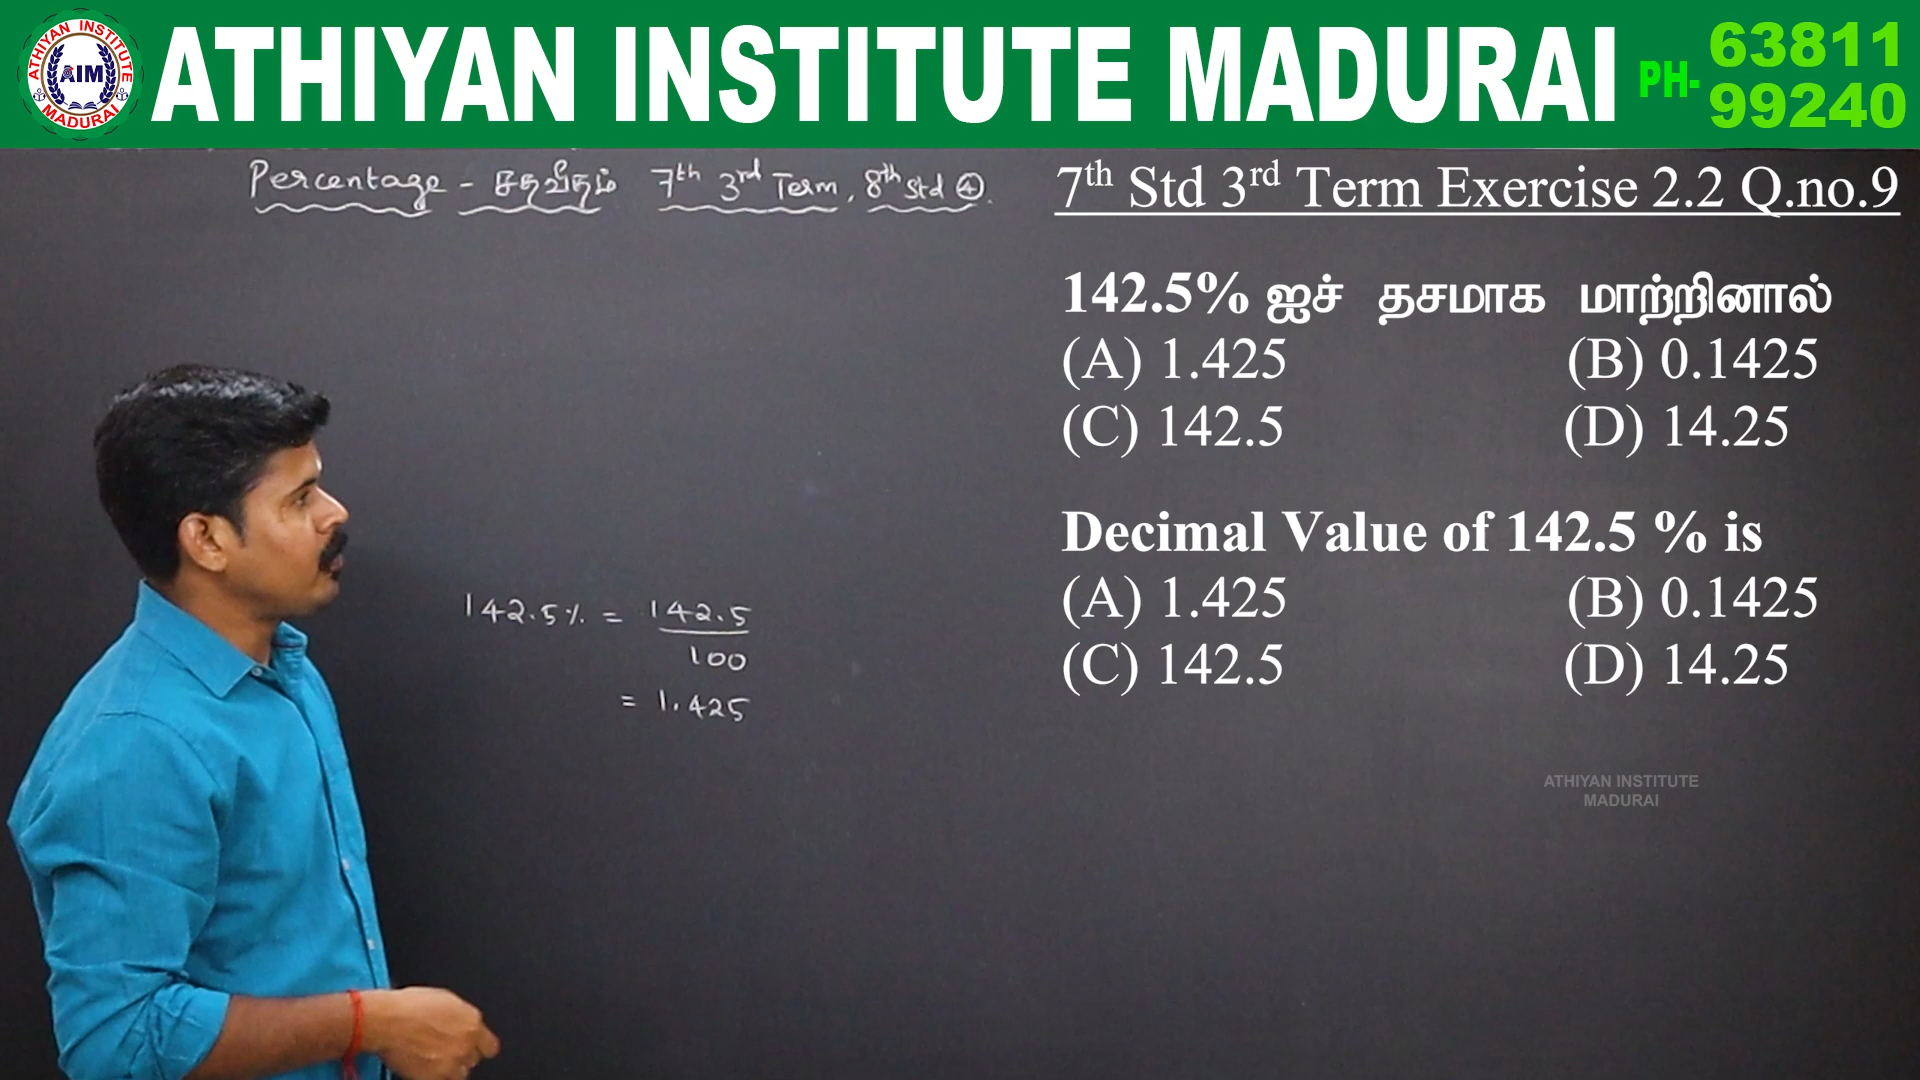 ATHIYAN INSTITUTE
AIM
MADURAI
ATHIYAN INSTITUTE MADURAI
PH-
63811
99240
Percentage - சதவீதம் 7th 3rd Term, 8th Std ④.
7th Std 3rd Term Exercise 2.2 Q.no.9
142.5% ஐச் தசமாக மாற்றினால்
(A) 1.425 (B) 0.1425
(C) 142.5 (D) 14.25
Decimal Value of 142.5 % is
(A) 1.425 (B) 0.1425
(C) 142.5 (D) 14.25
142.5% = 142.5
100
= 1.425
ATHIYAN INSTITUTE
MADURAI